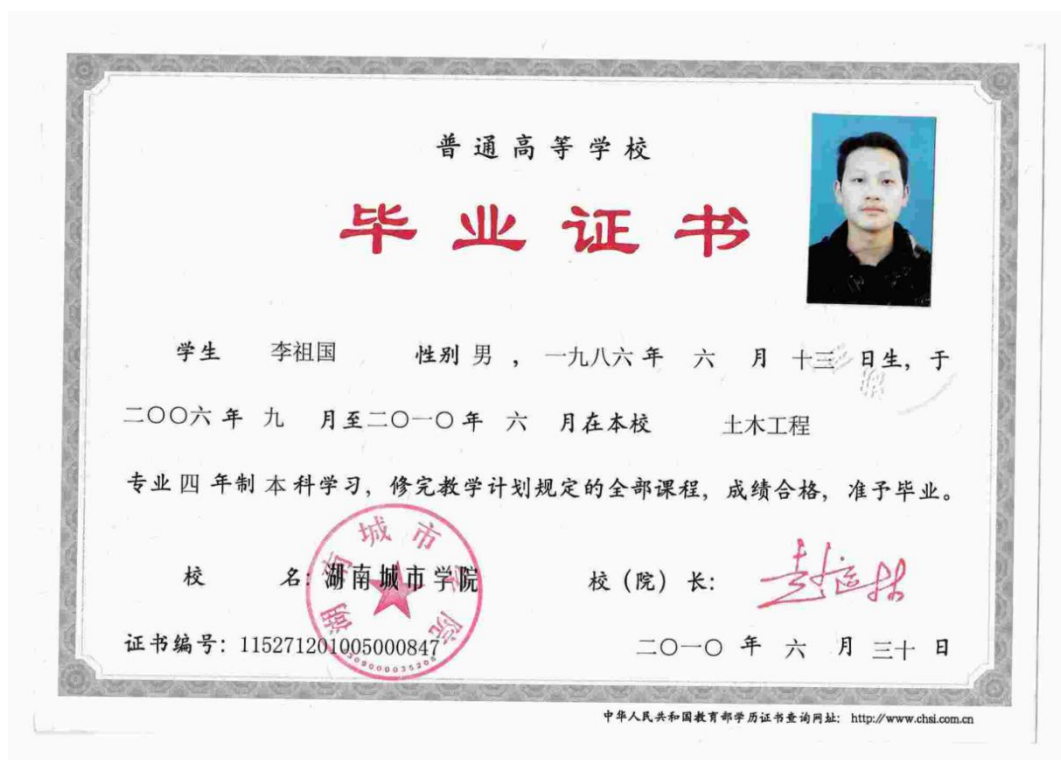 普通高等学校
毕业证书
学生 李祖国 性别 男 ，一九八六 年 六 月 十三 日生，于
二〇〇六 年 九 月至 二〇一〇 年 六 月在本校 土木工程
专业 四 年制 本 科学习，修完教学计划规定的全部课程，成绩合格，准予毕业。
校 名：湖南城市学院 校（院）长：
湖南城市学院
证书编号：115271201005000847 二〇一〇 年 六 月 三十 日
中华人民共和国教育部学历证书查询网址：http://www.chsi.com.cn